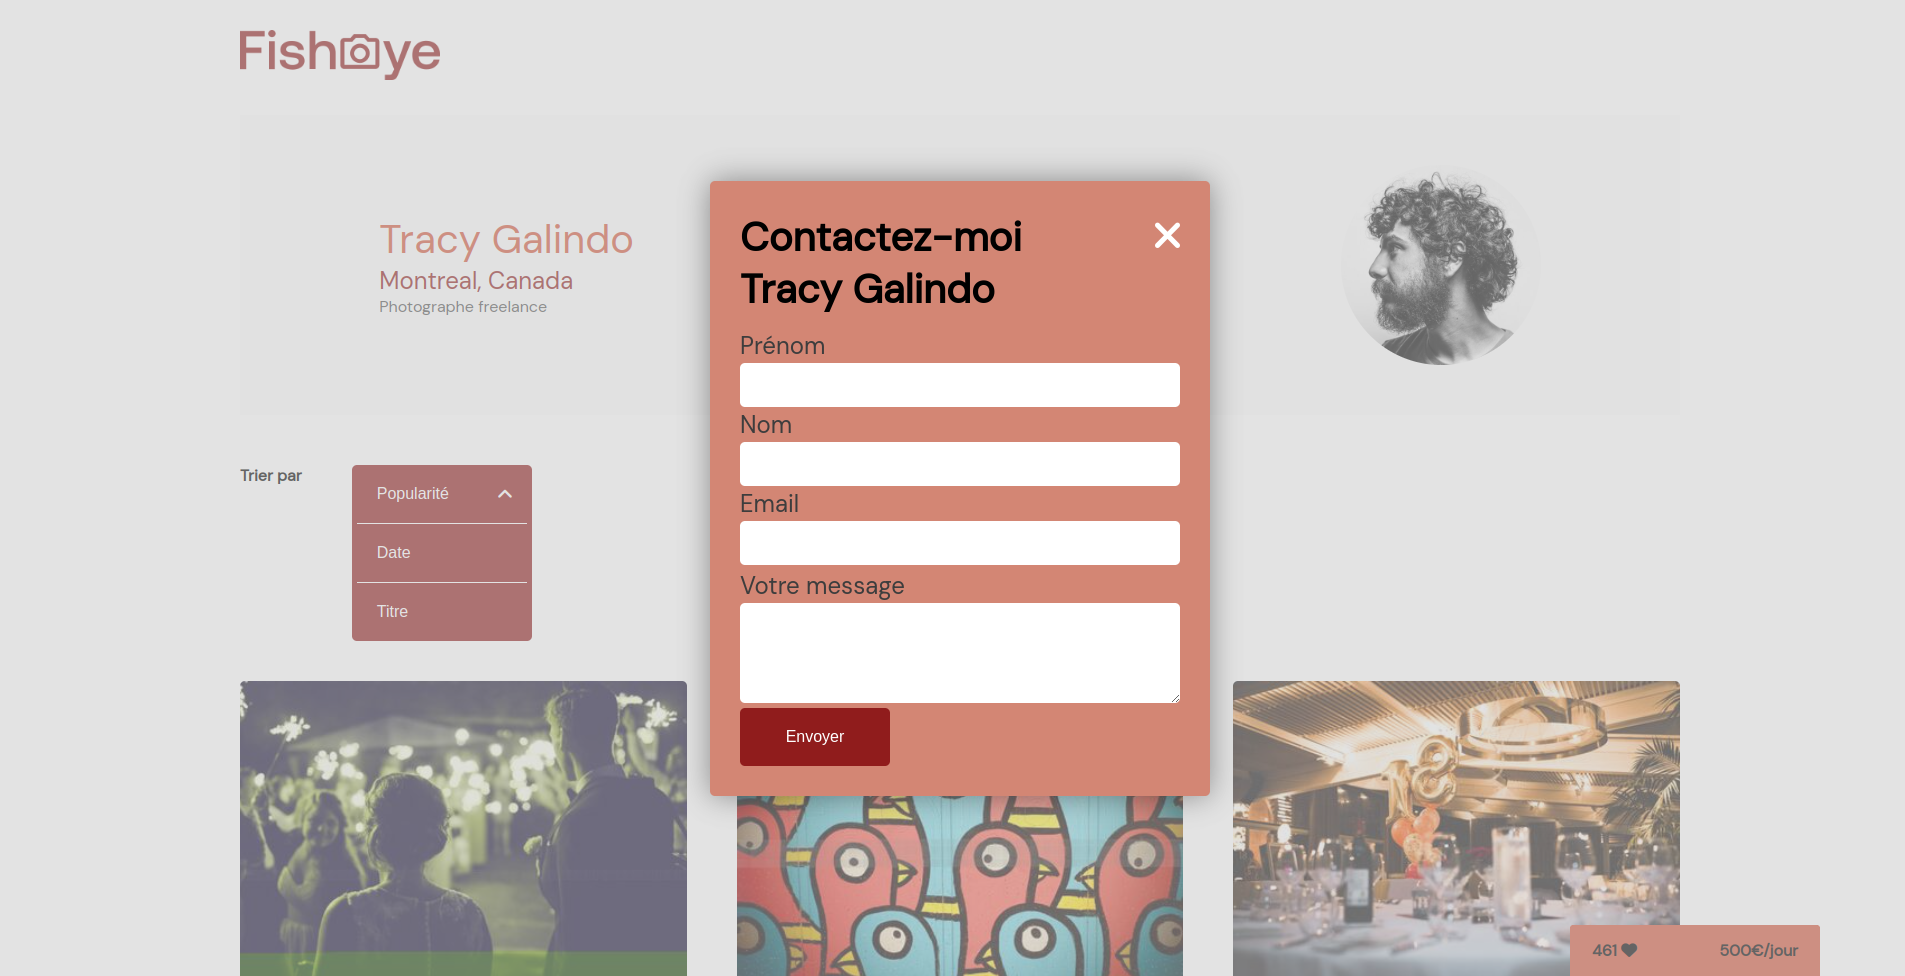 Fisheye
Tracy Galindo
Montreal, Canada
Photographe freelance
Contactez-moi
Tracy Galindo
Prénom
Nom
Email
Votre message
Envoyer
Trier par
Popularité
Date
Titre
18
461
500€/jour